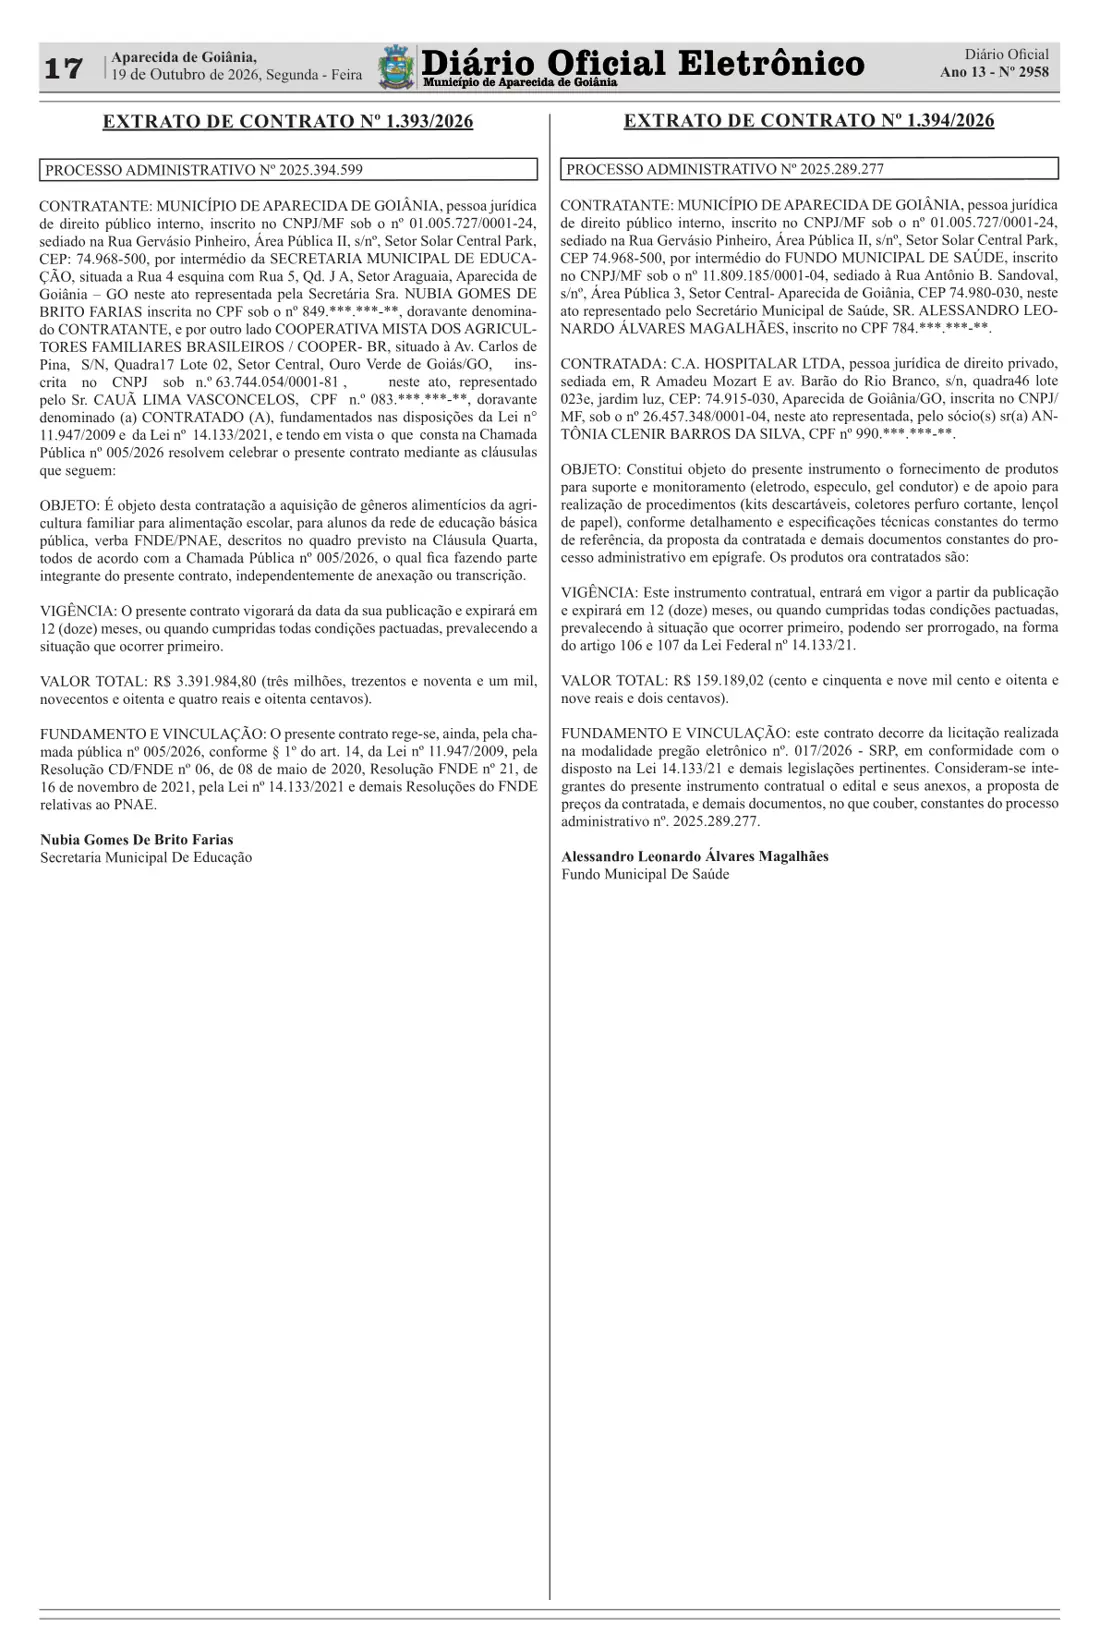 17
Aparecida de Goiânia,
19 de Outubro de 2026, Segunda - Feira
Diário Oficial Eletrônico
Município de Aparecida de Goiânia
Diário Oficial
Ano 13 - Nº 2958
EXTRATO DE CONTRATO Nº 1.393/2026
PROCESSO ADMINISTRATIVO Nº 2025.394.599
CONTRATANTE: MUNICÍPIO DE APARECIDA DE GOIÂNIA, pessoa jurídica
de direito público interno, inscrito no CNPJ/MF sob o nº 01.005.727/0001-24,
sediado na Rua Gervásio Pinheiro, Área Pública II, s/nº, Setor Solar Central Park,
CEP: 74.968-500, por intermédio da SECRETARIA MUNICIPAL DE EDUCA-
ÇÃO, situada a Rua 4 esquina com Rua 5, Qd. J A, Setor Araguaia, Aparecida de
Goiânia – GO neste ato representada pela Secretária Sra. NUBIA GOMES DE
BRITO FARIAS inscrita no CPF sob o nº 849.***.***-**, doravante denomina-
do CONTRATANTE, e por outro lado COOPERATIVA MISTA DOS AGRICUL-
TORES FAMILIARES BRASILEIROS / COOPER- BR, situado à Av. Carlos de
Pina, S/N, Quadra17 Lote 02, Setor Central, Ouro Verde de Goiás/GO, ins-
crita no CNPJ sob n.º 63.744.054/0001-81 , neste ato, representado
pelo Sr. CAUÃ LIMA VASCONCELOS, CPF n.º 083.***.***-**, doravante
denominado (a) CONTRATADO (A), fundamentados nas disposições da Lei n°
11.947/2009 e da Lei nº 14.133/2021, e tendo em vista o que consta na Chamada
Pública nº 005/2026 resolvem celebrar o presente contrato mediante as cláusulas
que seguem:
OBJETO: É objeto desta contratação a aquisição de gêneros alimentícios da agri-
cultura familiar para alimentação escolar, para alunos da rede de educação básica
pública, verba FNDE/PNAE, descritos no quadro previsto na Cláusula Quarta,
todos de acordo com a Chamada Pública nº 005/2026, o qual fica fazendo parte
integrante do presente contrato, independentemente de anexação ou transcrição.
VIGÊNCIA: O presente contrato vigorará da data da sua publicação e expirará em
12 (doze) meses, ou quando cumpridas todas condições pactuadas, prevalecendo a
situação que ocorrer primeiro.
VALOR TOTAL: R$ 3.391.984,80 (três milhões, trezentos e noventa e um mil,
novecentos e oitenta e quatro reais e oitenta centavos).
FUNDAMENTO E VINCULAÇÃO: O presente contrato rege-se, ainda, pela cha-
mada pública nº 005/2026, conforme § 1º do art. 14, da Lei nº 11.947/2009, pela
Resolução CD/FNDE nº 06, de 08 de maio de 2020, Resolução FNDE nº 21, de
16 de novembro de 2021, pela Lei nº 14.133/2021 e demais Resoluções do FNDE
relativas ao PNAE.
Nubia Gomes De Brito Farias
Secretaria Municipal De Educação
EXTRATO DE CONTRATO Nº 1.394/2026
PROCESSO ADMINISTRATIVO Nº 2025.289.277
CONTRATANTE: MUNICÍPIO DE APARECIDA DE GOIÂNIA, pessoa jurídica
de direito público interno, inscrito no CNPJ/MF sob o nº 01.005.727/0001-24,
sediado na Rua Gervásio Pinheiro, Área Pública II, s/nº, Setor Solar Central Park,
CEP 74.968-500, por intermédio do FUNDO MUNICIPAL DE SAÚDE, inscrito
no CNPJ/MF sob o nº 11.809.185/0001-04, sediado à Rua Antônio B. Sandoval,
s/nº, Área Pública 3, Setor Central- Aparecida de Goiânia, CEP 74.980-030, neste
ato representado pelo Secretário Municipal de Saúde, SR. ALESSANDRO LEO-
NARDO ÁLVARES MAGALHÃES, inscrito no CPF 784.***.***-**.
CONTRATADA: C.A. HOSPITALAR LTDA, pessoa jurídica de direito privado,
sediada em, R Amadeu Mozart E av. Barão do Rio Branco, s/n, quadra46 lote
023e, jardim luz, CEP: 74.915-030, Aparecida de Goiânia/GO, inscrita no CNPJ/
MF, sob o nº 26.457.348/0001-04, neste ato representada, pelo sócio(s) sr(a) AN-
TÔNIA CLENIR BARROS DA SILVA, CPF nº 990.***.***-**.
OBJETO: Constitui objeto do presente instrumento o fornecimento de produtos
para suporte e monitoramento (eletrodo, especulo, gel condutor) e de apoio para
realização de procedimentos (kits descartáveis, coletores perfuro cortante, lençol
de papel), conforme detalhamento e especificações técnicas constantes do termo
de referência, da proposta da contratada e demais documentos constantes do pro-
cesso administrativo em epígrafe. Os produtos ora contratados são:
VIGÊNCIA: Este instrumento contratual, entrará em vigor a partir da publicação
e expirará em 12 (doze) meses, ou quando cumpridas todas condições pactuadas,
prevalecendo à situação que ocorrer primeiro, podendo ser prorrogado, na forma
do artigo 106 e 107 da Lei Federal nº 14.133/21.
VALOR TOTAL: R$ 159.189,02 (cento e cinquenta e nove mil cento e oitenta e
nove reais e dois centavos).
FUNDAMENTO E VINCULAÇÃO: este contrato decorre da licitação realizada
na modalidade pregão eletrônico nº. 017/2026 - SRP, em conformidade com o
disposto na Lei 14.133/21 e demais legislações pertinentes. Consideram-se inte-
grantes do presente instrumento contratual o edital e seus anexos, a proposta de
preços da contratada, e demais documentos, no que couber, constantes do processo
administrativo nº. 2025.289.277.
Alessandro Leonardo Álvares Magalhães
Fundo Municipal De Saúde